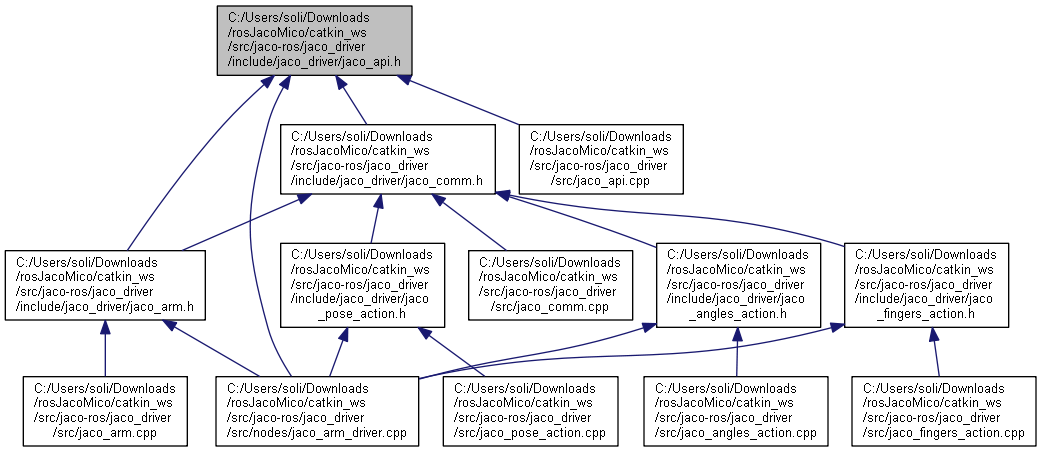 C:/Users/soli/Downloads
/rosJacoMico/catkin_ws
/src/jaco-ros/jaco_driver
/include/jaco_driver/jaco_api.h
C:/Users/soli/Downloads
/rosJacoMico/catkin_ws
/src/jaco-ros/jaco_driver
/include/jaco_driver/jaco_comm.h
C:/Users/soli/Downloads
/rosJacoMico/catkin_ws
/src/jaco-ros/jaco_driver
/src/jaco_api.cpp
C:/Users/soli/Downloads
/rosJacoMico/catkin_ws
/src/jaco-ros/jaco_driver
/include/jaco_driver/jaco_arm.h
C:/Users/soli/Downloads
/rosJacoMico/catkin_ws
/src/jaco-ros/jaco_driver
/include/jaco_driver/jaco
_pose_action.h
C:/Users/soli/Downloads
/rosJacoMico/catkin_ws
/src/jaco-ros/jaco_driver
/src/jaco_comm.cpp
C:/Users/soli/Downloads
/rosJacoMico/catkin_ws
/src/jaco-ros/jaco_driver
/include/jaco_driver/jaco
_angles_action.h
C:/Users/soli/Downloads
/rosJacoMico/catkin_ws
/src/jaco-ros/jaco_driver
/include/jaco_driver/jaco
_fingers_action.h
C:/Users/soli/Downloads
/rosJacoMico/catkin_ws
/src/jaco-ros/jaco_driver
/src/jaco_arm.cpp
C:/Users/soli/Downloads
/rosJacoMico/catkin_ws
/src/jaco-ros/jaco_driver
/src/nodes/jaco_arm_driver.cpp
C:/Users/soli/Downloads
/rosJacoMico/catkin_ws
/src/jaco-ros/jaco_driver
/src/jaco_pose_action.cpp
C:/Users/soli/Downloads
/rosJacoMico/catkin_ws
/src/jaco-ros/jaco_driver
/src/jaco_angles_action.cpp
C:/Users/soli/Downloads
/rosJacoMico/catkin_ws
/src/jaco-ros/jaco_driver
/src/jaco_fingers_action.cpp